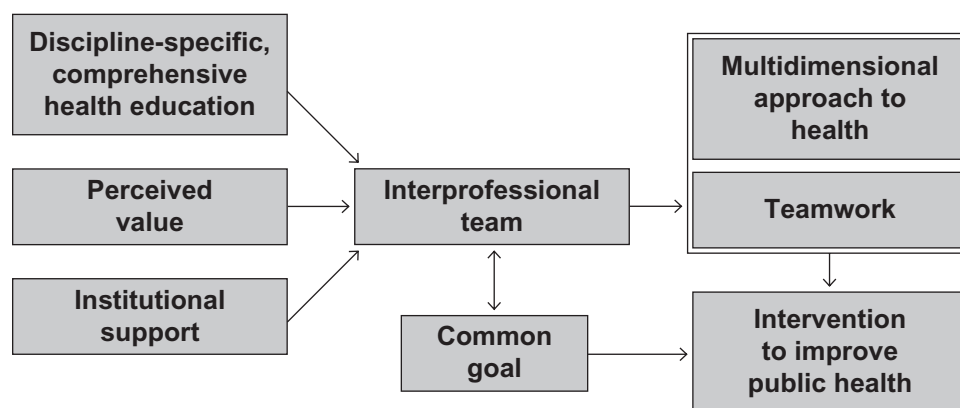 Discipline-specific,
comprehensive
health education
Perceived
value
Institutional
support
Interprofessional
team
Common
goal
Multidimensional
approach to
health
Teamwork
Intervention
to improve
public health